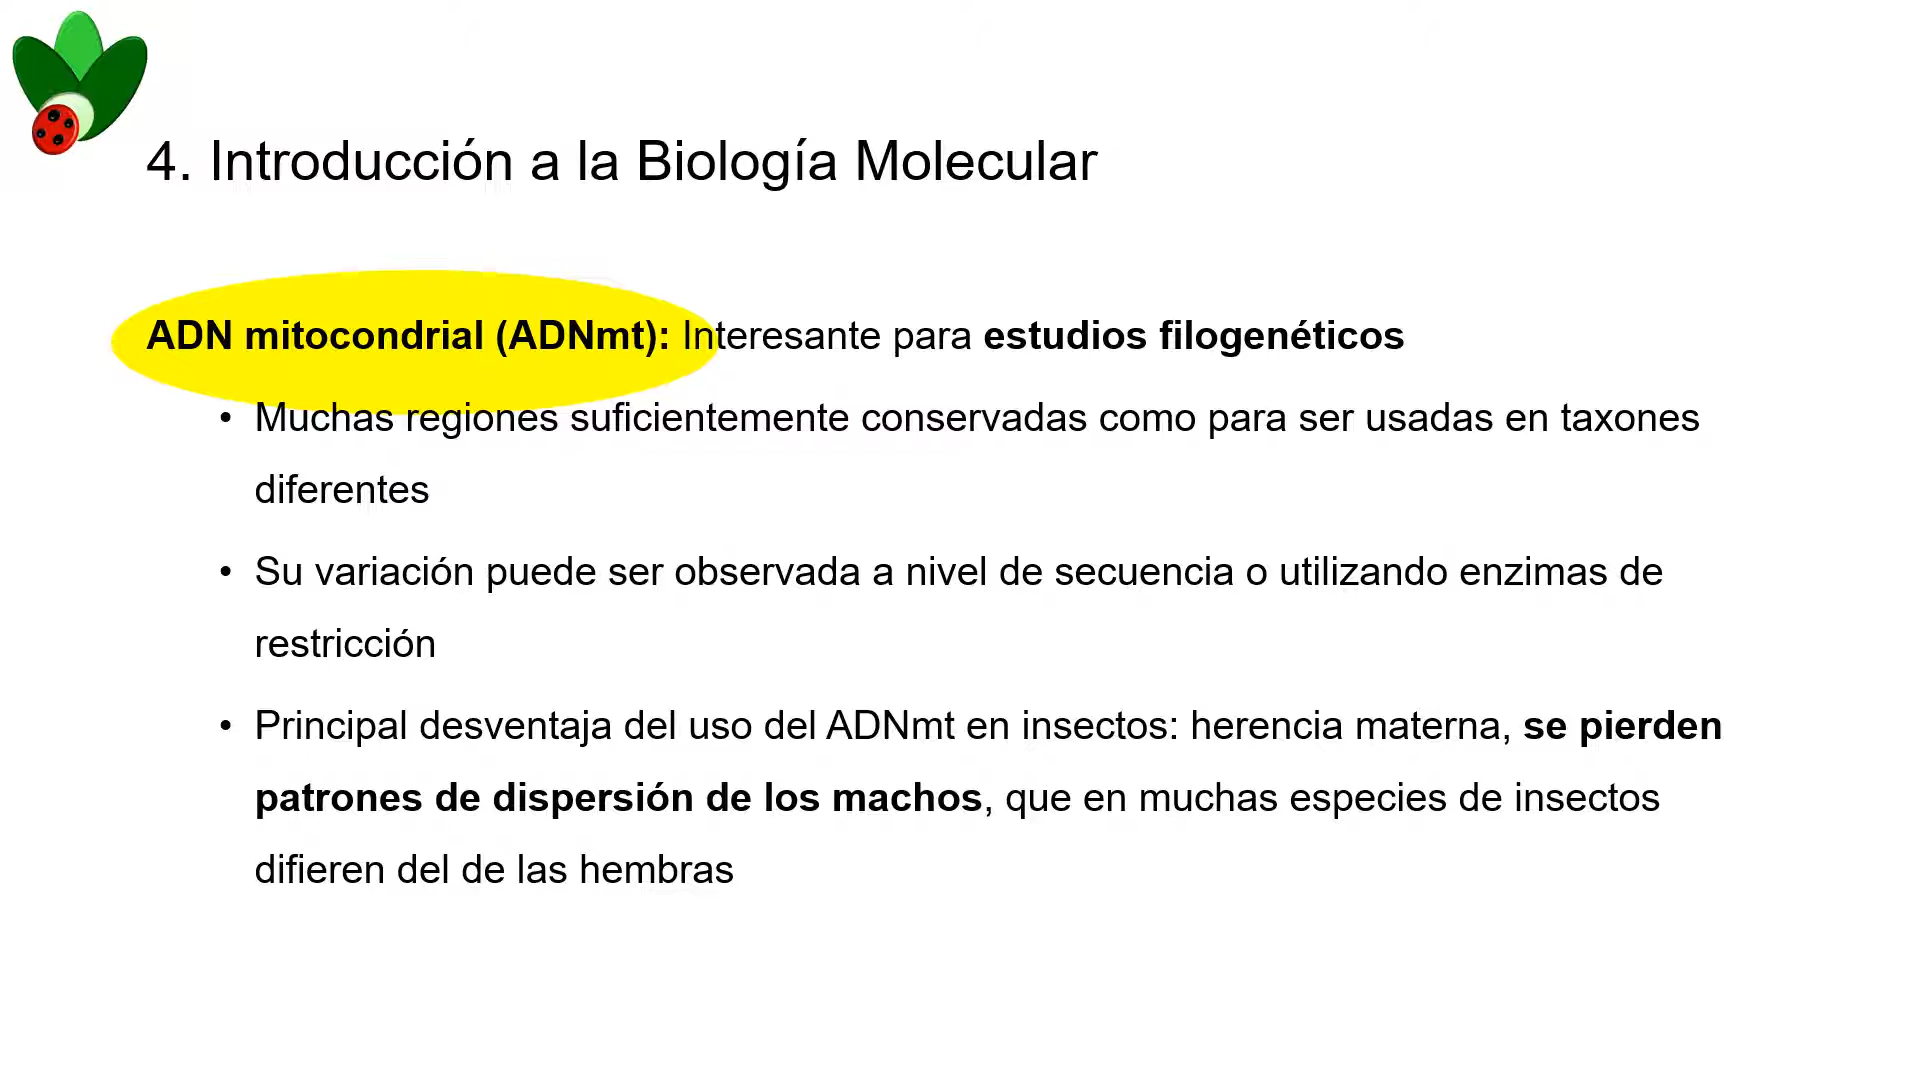 4. Introducción a la Biología Molecular
ADN mitocondrial (ADNmt): Interesante para estudios filogenéticos
• Muchas regiones suficientemente conservadas como para ser usadas en taxones
diferentes
• Su variación puede ser observada a nivel de secuencia o utilizando enzimas de
restricción
• Principal desventaja del uso del ADNmt en insectos: herencia materna, se pierden
patrones de dispersión de los machos, que en muchas especies de insectos
difieren del de las hembras